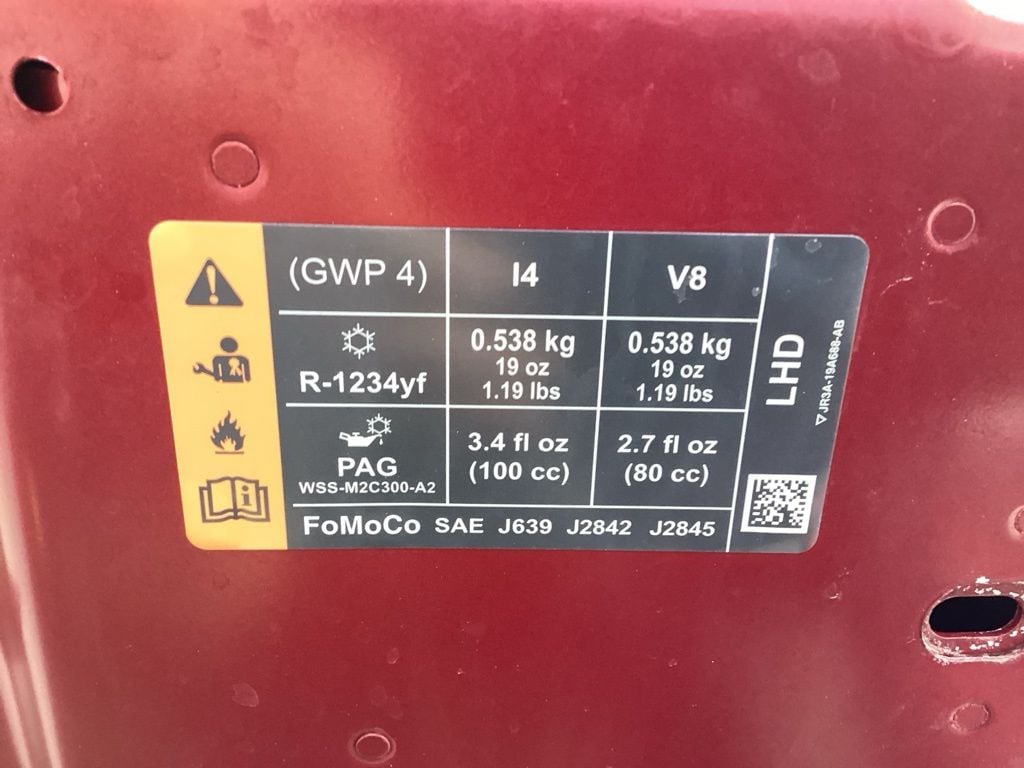 (GWP 4) I4 V8
R-1234yf
0.538 kg
19 oz
1.19 lbs
0.538 kg
19 oz
1.19 lbs
PAG
WSS-M2C300-A2
3.4 fl oz
(100 cc)
2.7 fl oz
(80 cc)
FoMoCo SAE J639 J2842 J2845
LHD
JR3A-19A688-AB